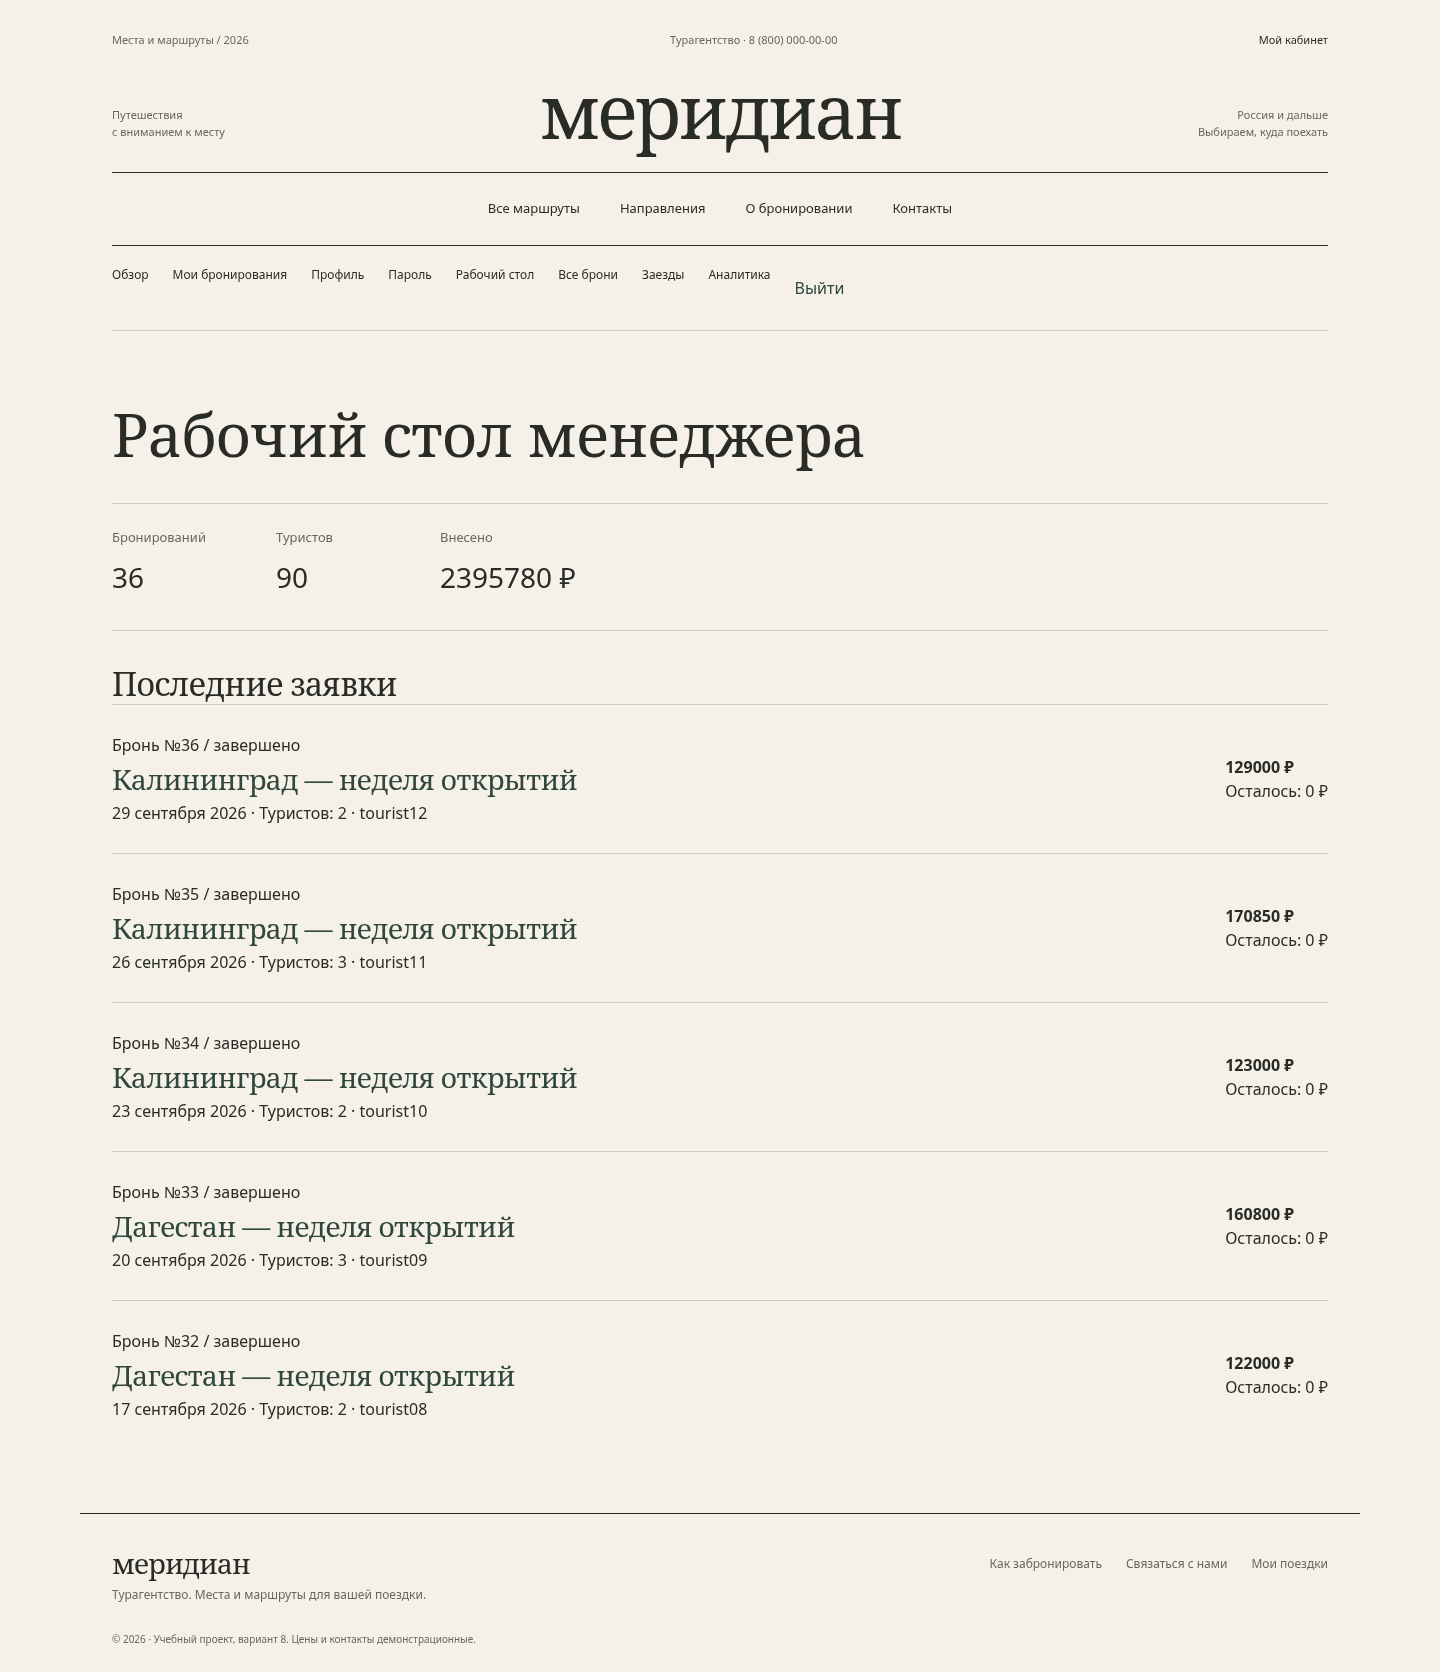 Места и маршруты / 2026
Турагентство · 8 (800) 000-00-00
Мой кабинет
Путешествия
с вниманием к месту
меридиан
Россия и дальше
Выбираем, куда поехать
Все маршруты
Направления
О бронировании
Контакты
Обзор
Мои бронирования
Профиль
Пароль
Рабочий стол
Все брони
Заезды
Аналитика
Выйти
Рабочий стол менеджера
Бронирований
Туристов
Внесено
36
90
2395780 ₽
Последние заявки
Бронь №36 / завершено
Калининград — неделя открытий
29 сентября 2026 · Туристов: 2 · tourist12
129000 ₽
Осталось: 0 ₽
Бронь №35 / завершено
Калининград — неделя открытий
26 сентября 2026 · Туристов: 3 · tourist11
170850 ₽
Осталось: 0 ₽
Бронь №34 / завершено
Калининград — неделя открытий
23 сентября 2026 · Туристов: 2 · tourist10
123000 ₽
Осталось: 0 ₽
Бронь №33 / завершено
Дагестан — неделя открытий
20 сентября 2026 · Туристов: 3 · tourist09
160800 ₽
Осталось: 0 ₽
Бронь №32 / завершено
Дагестан — неделя открытий
17 сентября 2026 · Туристов: 2 · tourist08
122000 ₽
Осталось: 0 ₽
меридиан
Турагентство. Места и маршруты для вашей поездки.
Как забронировать
Связаться с нами
Мои поездки
© 2026 · Учебный проект, вариант 8. Цены и контакты демонстрационные.